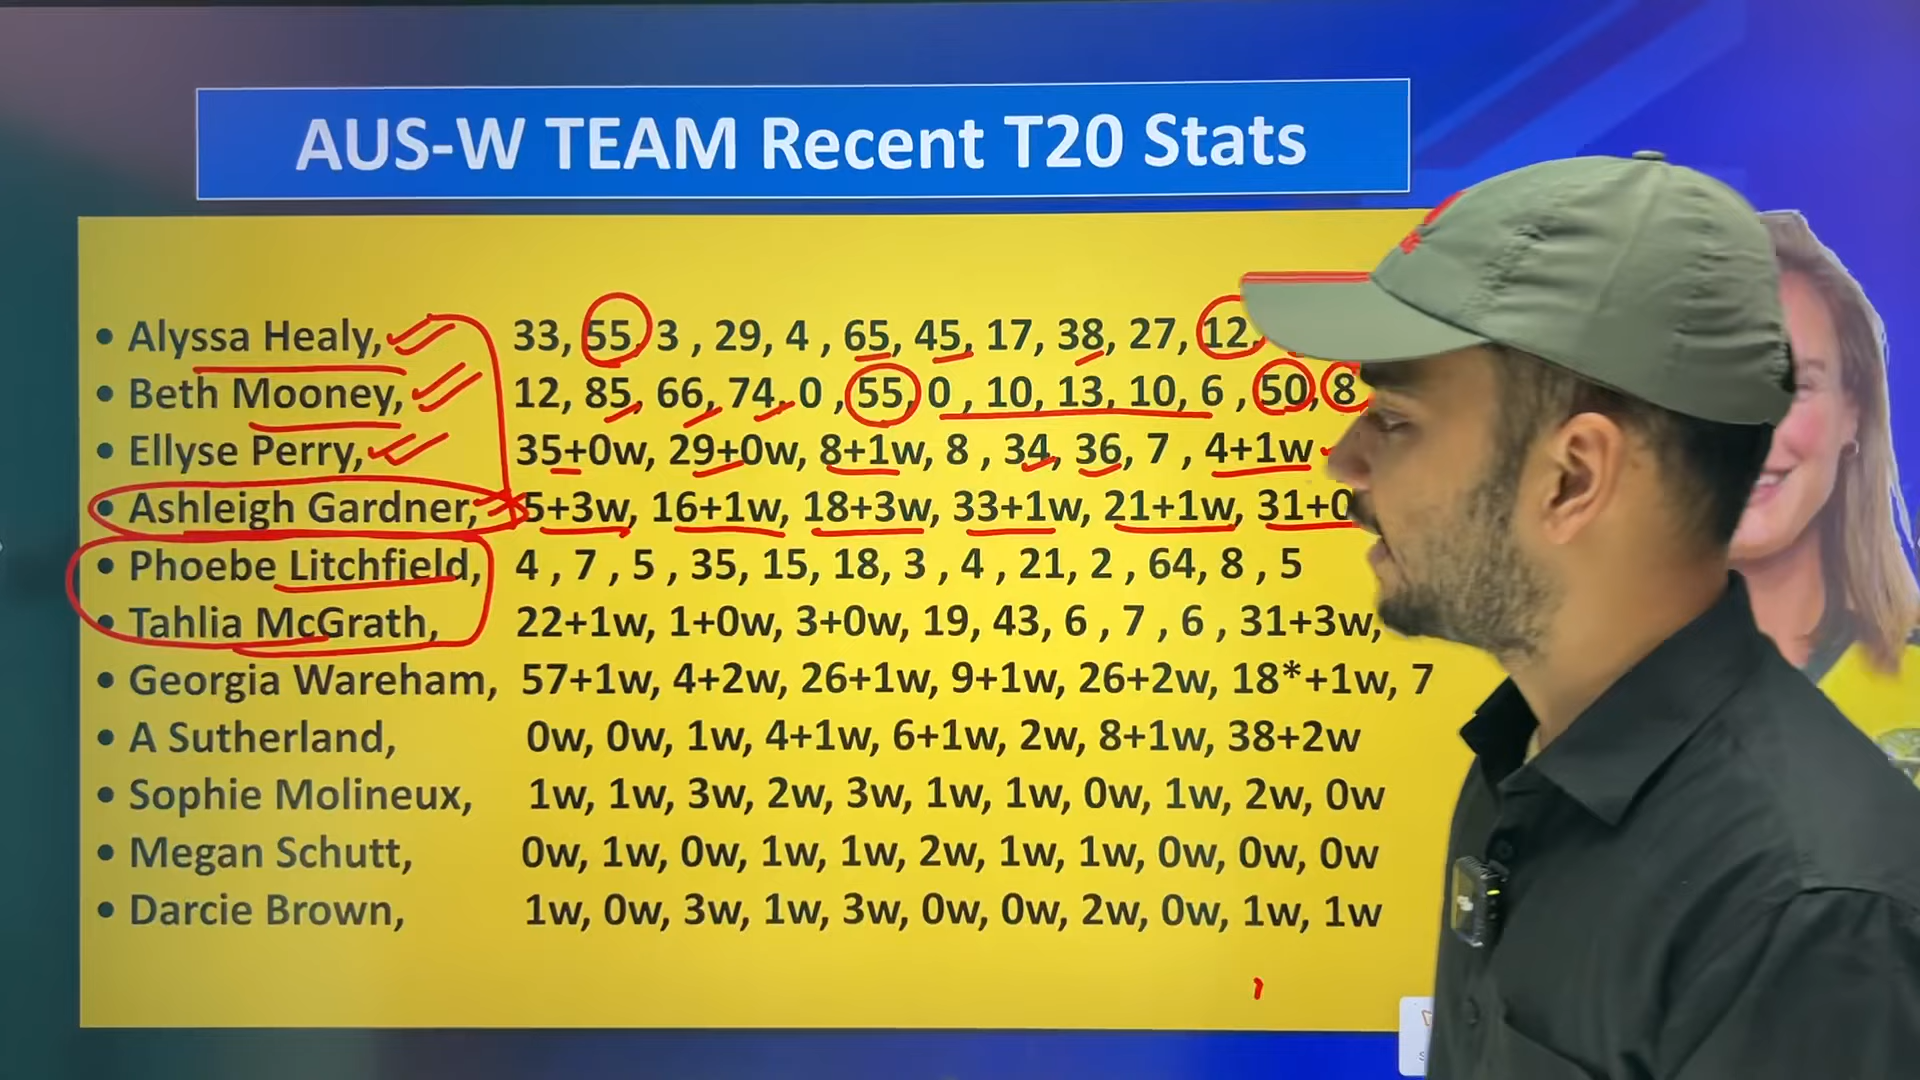 AUS-W TEAM Recent T20 Stats
• Alyssa Healy, 33, 55, 3 , 29, 4 , 65, 45, 17, 38, 27, 12,
• Beth Mooney, 12, 85, 66, 74, 0 , 55, 0 , 10, 13, 10, 6 , 50, 8
• Ellyse Perry, 35+0w, 29+0w, 8+1w, 8 , 34, 36, 7 , 4+1w
• Ashleigh Gardner, 5+3w, 16+1w, 18+3w, 33+1w, 21+1w, 31+0
• Phoebe Litchfield, 4 , 7 , 5 , 35, 15, 18, 3 , 4 , 21, 2 , 64, 8 , 5
• Tahlia McGrath, 22+1w, 1+0w, 3+0w, 19, 43, 6 , 7 , 6 , 31+3w,
• Georgia Wareham, 57+1w, 4+2w, 26+1w, 9+1w, 26+2w, 18*+1w, 7
• A Sutherland, 0w, 0w, 1w, 4+1w, 6+1w, 2w, 8+1w, 38+2w
• Sophie Molineux, 1w, 1w, 3w, 2w, 3w, 1w, 1w, 0w, 1w, 2w, 0w
• Megan Schutt, 0w, 1w, 0w, 1w, 1w, 2w, 1w, 1w, 0w, 0w, 0w
• Darcie Brown, 1w, 0w, 3w, 1w, 3w, 0w, 0w, 2w, 0w, 1w, 1w